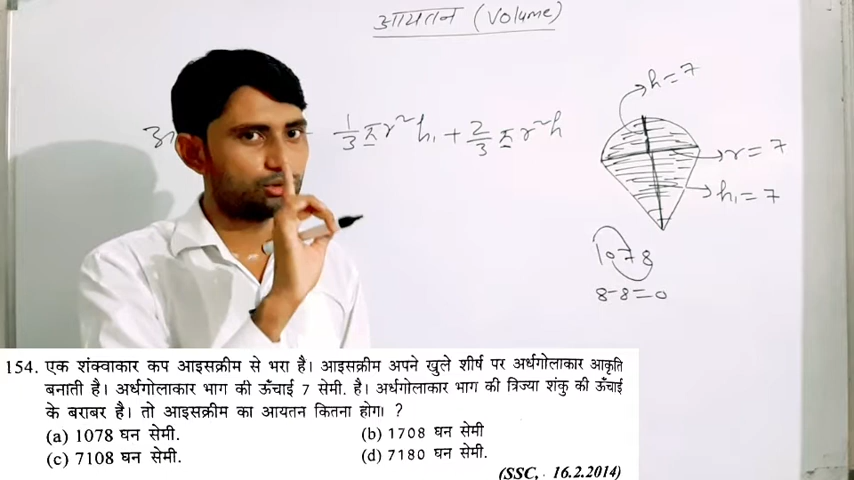 आयतन (Volume)
h=7
1/3 πr²h₁ + 2/3 πr²h
r=7
h₁=7
1078
8-8=0
154. एक शंक्वाकार कप आइसक्रीम से भरा है। आइसक्रीम अपने खुले शीर्ष पर अर्धगोलाकार आकृति
बनाती है। अर्धगोलाकार भाग की ऊँचाई 7 सेमी. है। अर्धगोलाकार भाग की त्रिज्या शंकु की ऊँचाई
के बराबर है। तो आइसक्रीम का आयतन कितना होगा ?
(a) 1078 घन सेमी. (b) 1708 घन सेमी
(c) 7108 घन सेमी. (d) 7180 घन सेमी.
(SSC, 16.2.2014)